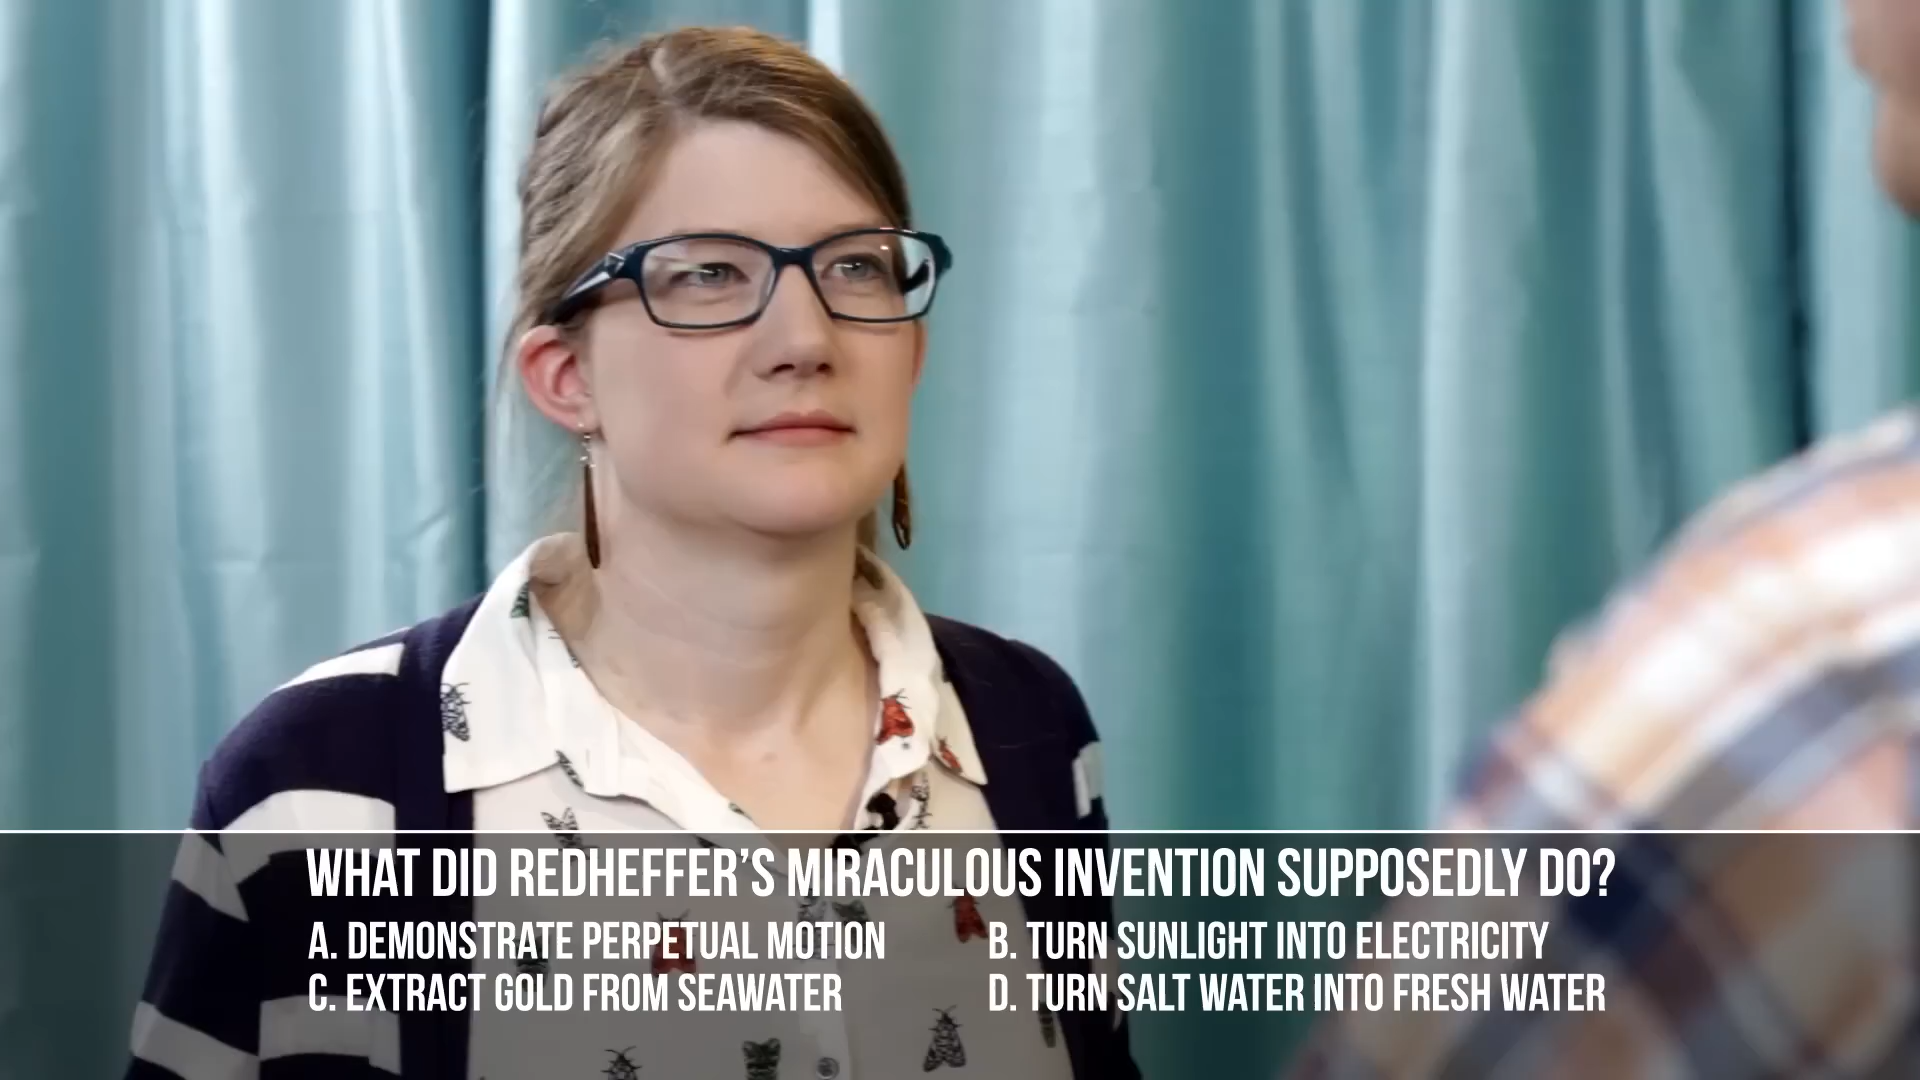 WHAT DID REDHEFFER’S MIRACULOUS INVENTION SUPPOSEDLY DO?
A. DEMONSTRATE PERPETUAL MOTION
B. TURN SUNLIGHT INTO ELECTRICITY
C. EXTRACT GOLD FROM SEAWATER
D. TURN SALT WATER INTO FRESH WATER